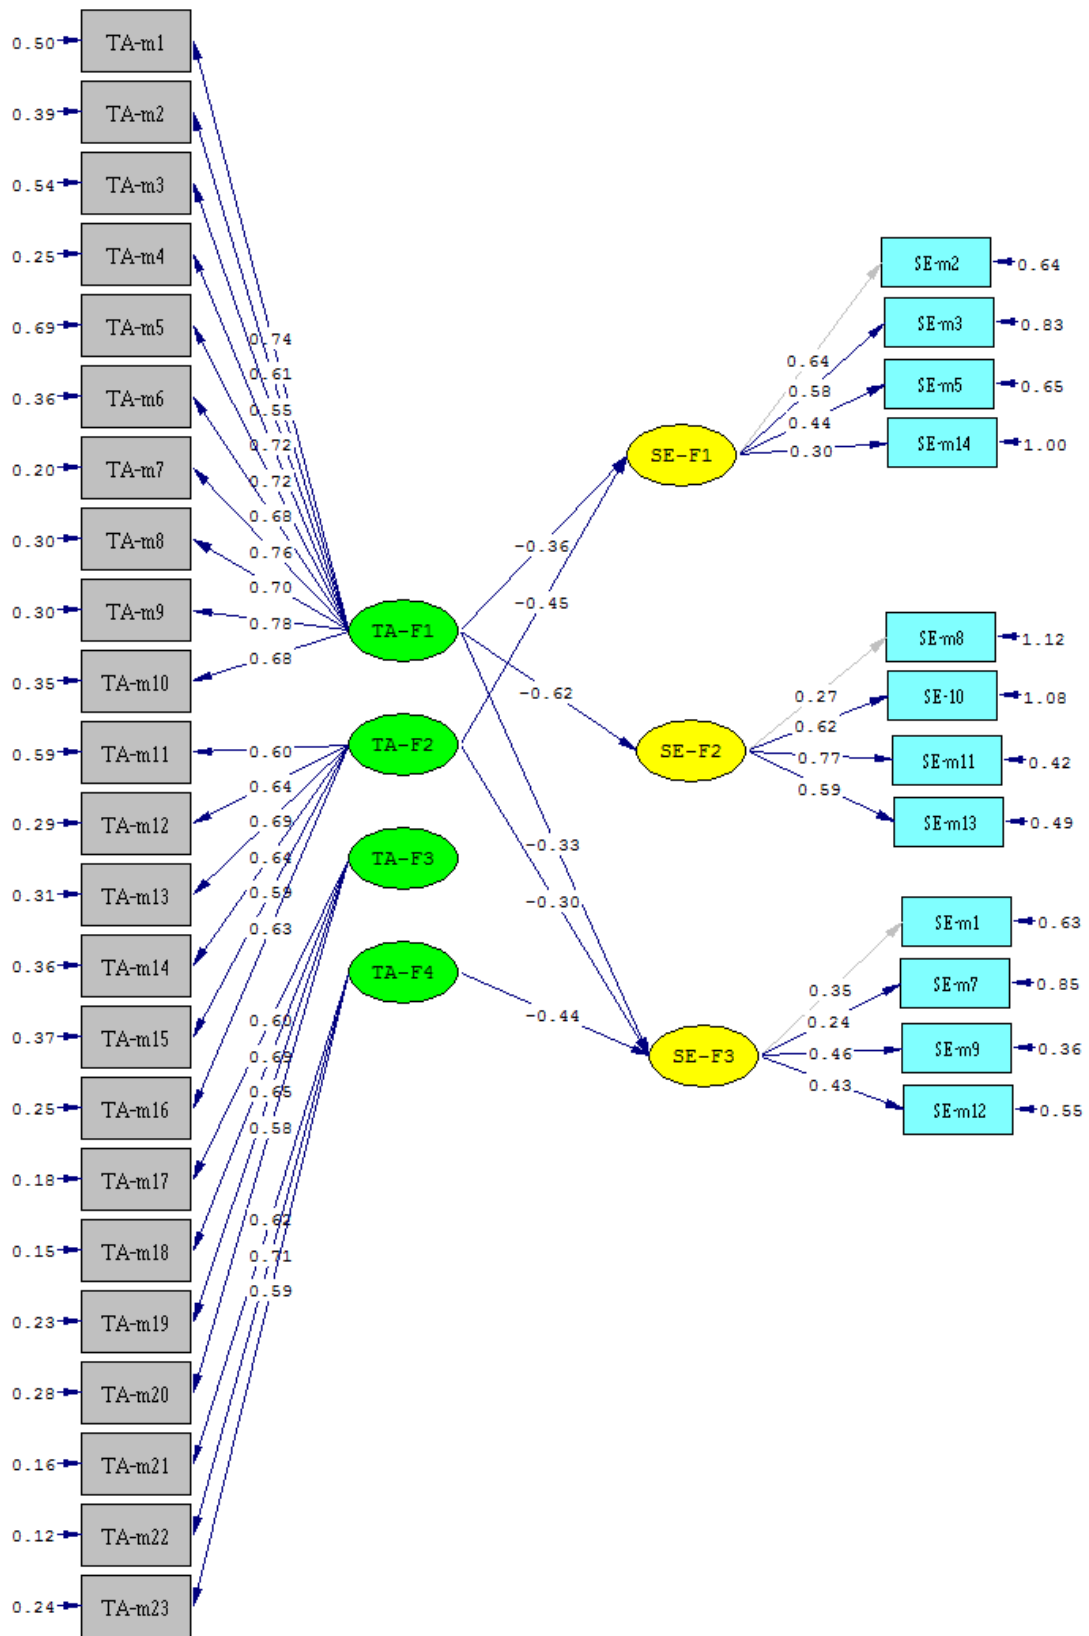 0.50 TA-m1
0.39 TA-m2
0.54 TA-m3
0.25 TA-m4
0.69 TA-m5
0.36 TA-m6
0.20 TA-m7
0.30 TA-m8
0.30 TA-m9
0.35 TA-m10
0.59 TA-m11
0.29 TA-m12
0.31 TA-m13
0.36 TA-m14
0.37 TA-m15
0.25 TA-m16
0.18 TA-m17
0.15 TA-m18
0.23 TA-m19
0.28 TA-m20
0.16 TA-m21
0.12 TA-m22
0.24 TA-m23
0.74
0.61
0.55
0.72
0.72
0.68
0.76
0.70
0.78
0.68
0.60
0.64
0.69
0.64
0.59
0.63
0.60
0.69
0.65
0.58
0.62
0.71
0.59
TA-F1
TA-F2
TA-F3
TA-F4
-0.36
-0.45
-0.62
-0.33
-0.30
-0.44
SE-F1
SE-F2
SE-F3
0.64
0.58
0.44
0.30
0.27
0.62
0.77
0.59
0.35
0.24
0.46
0.43
SE-m2 0.64
SE-m3 0.83
SE-m5 0.65
SE-m14 1.00
SE-m8 1.12
SE-10 1.08
SE-m11 0.42
SE-m13 0.49
SE-m1 0.63
SE-m7 0.85
SE-m9 0.36
SE-m12 0.55